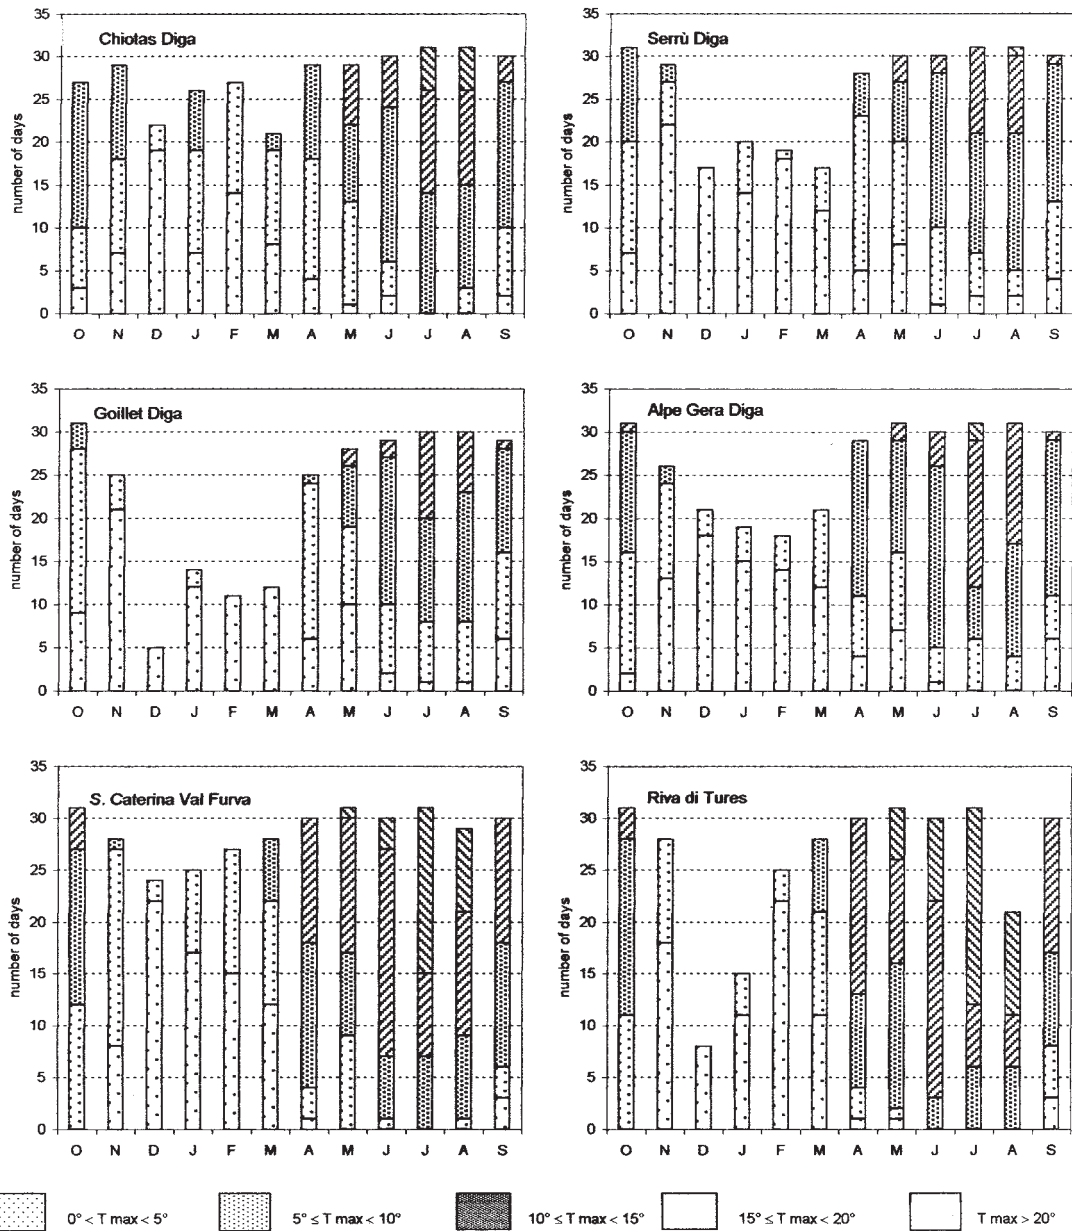 Chiotas Diga
number of days
35
30
25
20
15
10
5
0
O N D J F M A M J J A S
Serrù Diga
number of days
35
30
25
20
15
10
5
0
O N D J F M A M J J A S
Goillet Diga
number of days
35
30
25
20
15
10
5
0
O N D J F M A M J J A S
Alpe Gera Diga
number of days
35
30
25
20
15
10
5
0
O N D J F M A M J J A S
S. Caterina Val Furva
number of days
35
30
25
20
15
10
5
0
O N D J F M A M J J A S
Riva di Tures
number of days
35
30
25
20
15
10
5
0
O N D J F M A M J J A S
0° < T max < 5° 5° ≤ T max < 10° 10° ≤ T max < 15° 15° ≤ T max < 20° T max > 20°